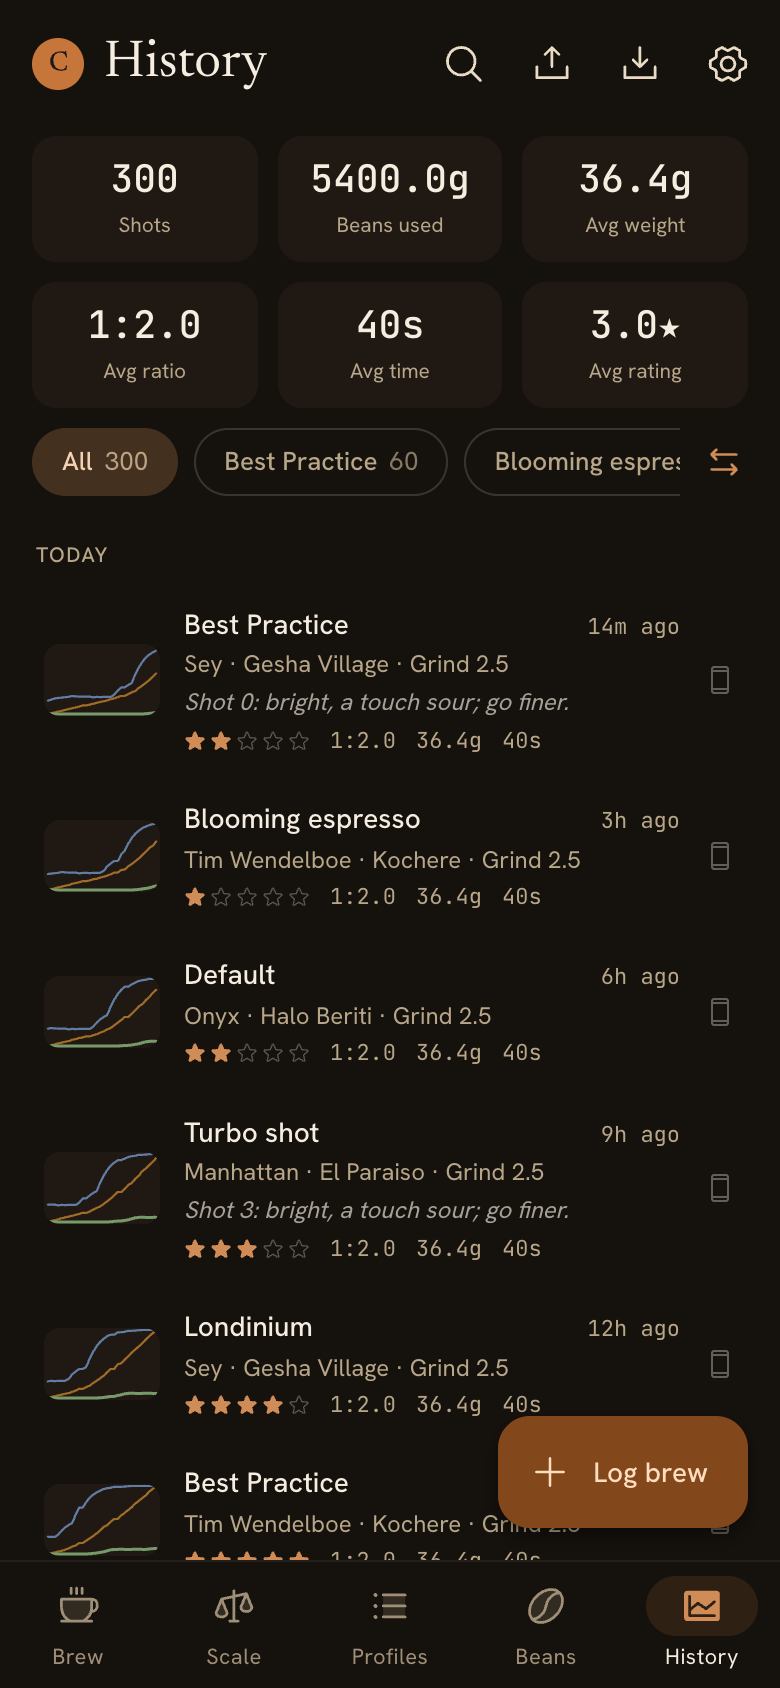 C History
300 5400.0g 36.4g
Shots Beans used Avg weight
1:2.0 40s 3.0★
Avg ratio Avg time Avg rating
All 300 Best Practice 60 Blooming
TODAY
Best Practice 14m ago
Sey · Gesha Village · Grind 2.5
Shot 0: bright, a touch sour; go finer.
1:2.0 36.4g 40s
Blooming espresso 3h ago
Tim Wendelboe · Kochere · Grind 2.5
1:2.0 36.4g 40s
Default 6h ago
Onyx · Halo Beriti · Grind 2.5
1:2.0 36.4g 40s
Turbo shot 9h ago
Manhattan · El Paraiso · Grind 2.5
Shot 3: bright, a touch sour; go finer.
1:2.0 36.4g 40s
Londinium 12h ago
Sey · Gesha Village · Grind 2.5
1:2.0 36.4g 40s
Best Practice
Log brew
Tim Wendelboe · Kochere ·
Brew Scale Profiles Beans History